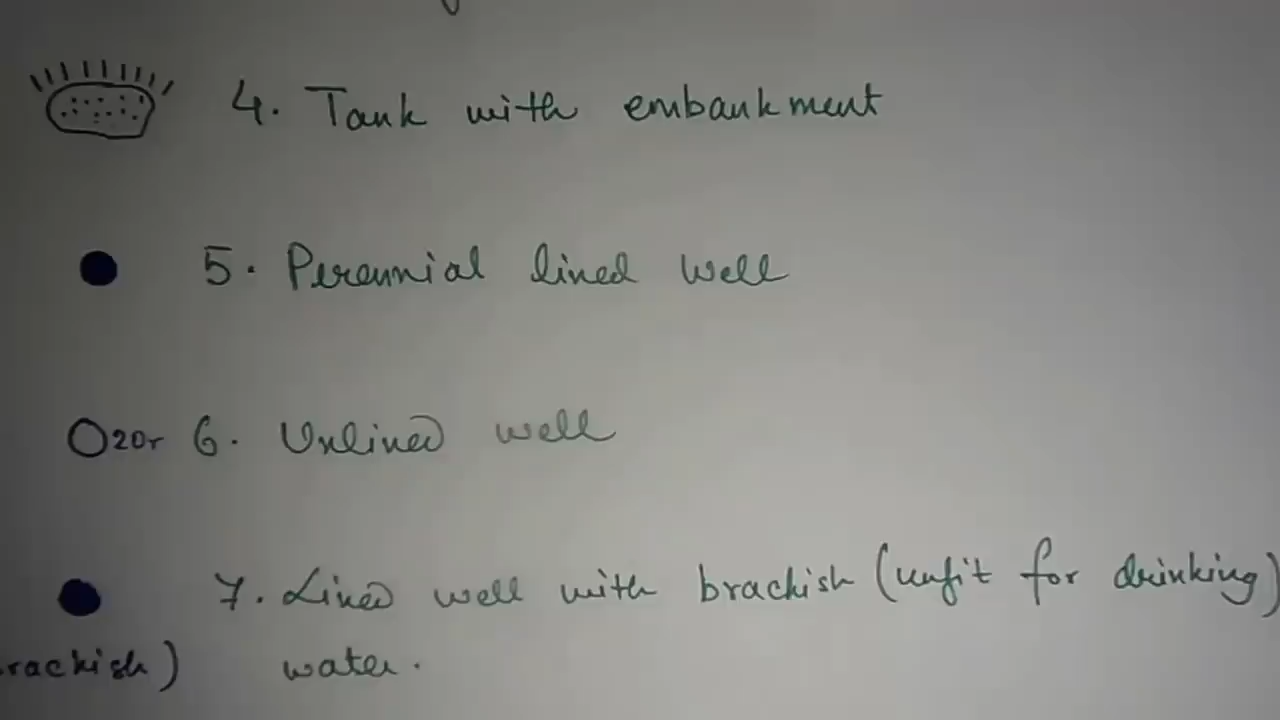 4. Tank with embankment
5. Perennial lined well
20r 6. Unlined well
7. Lined well with brackish (unfit for drinking)
rackish) water.